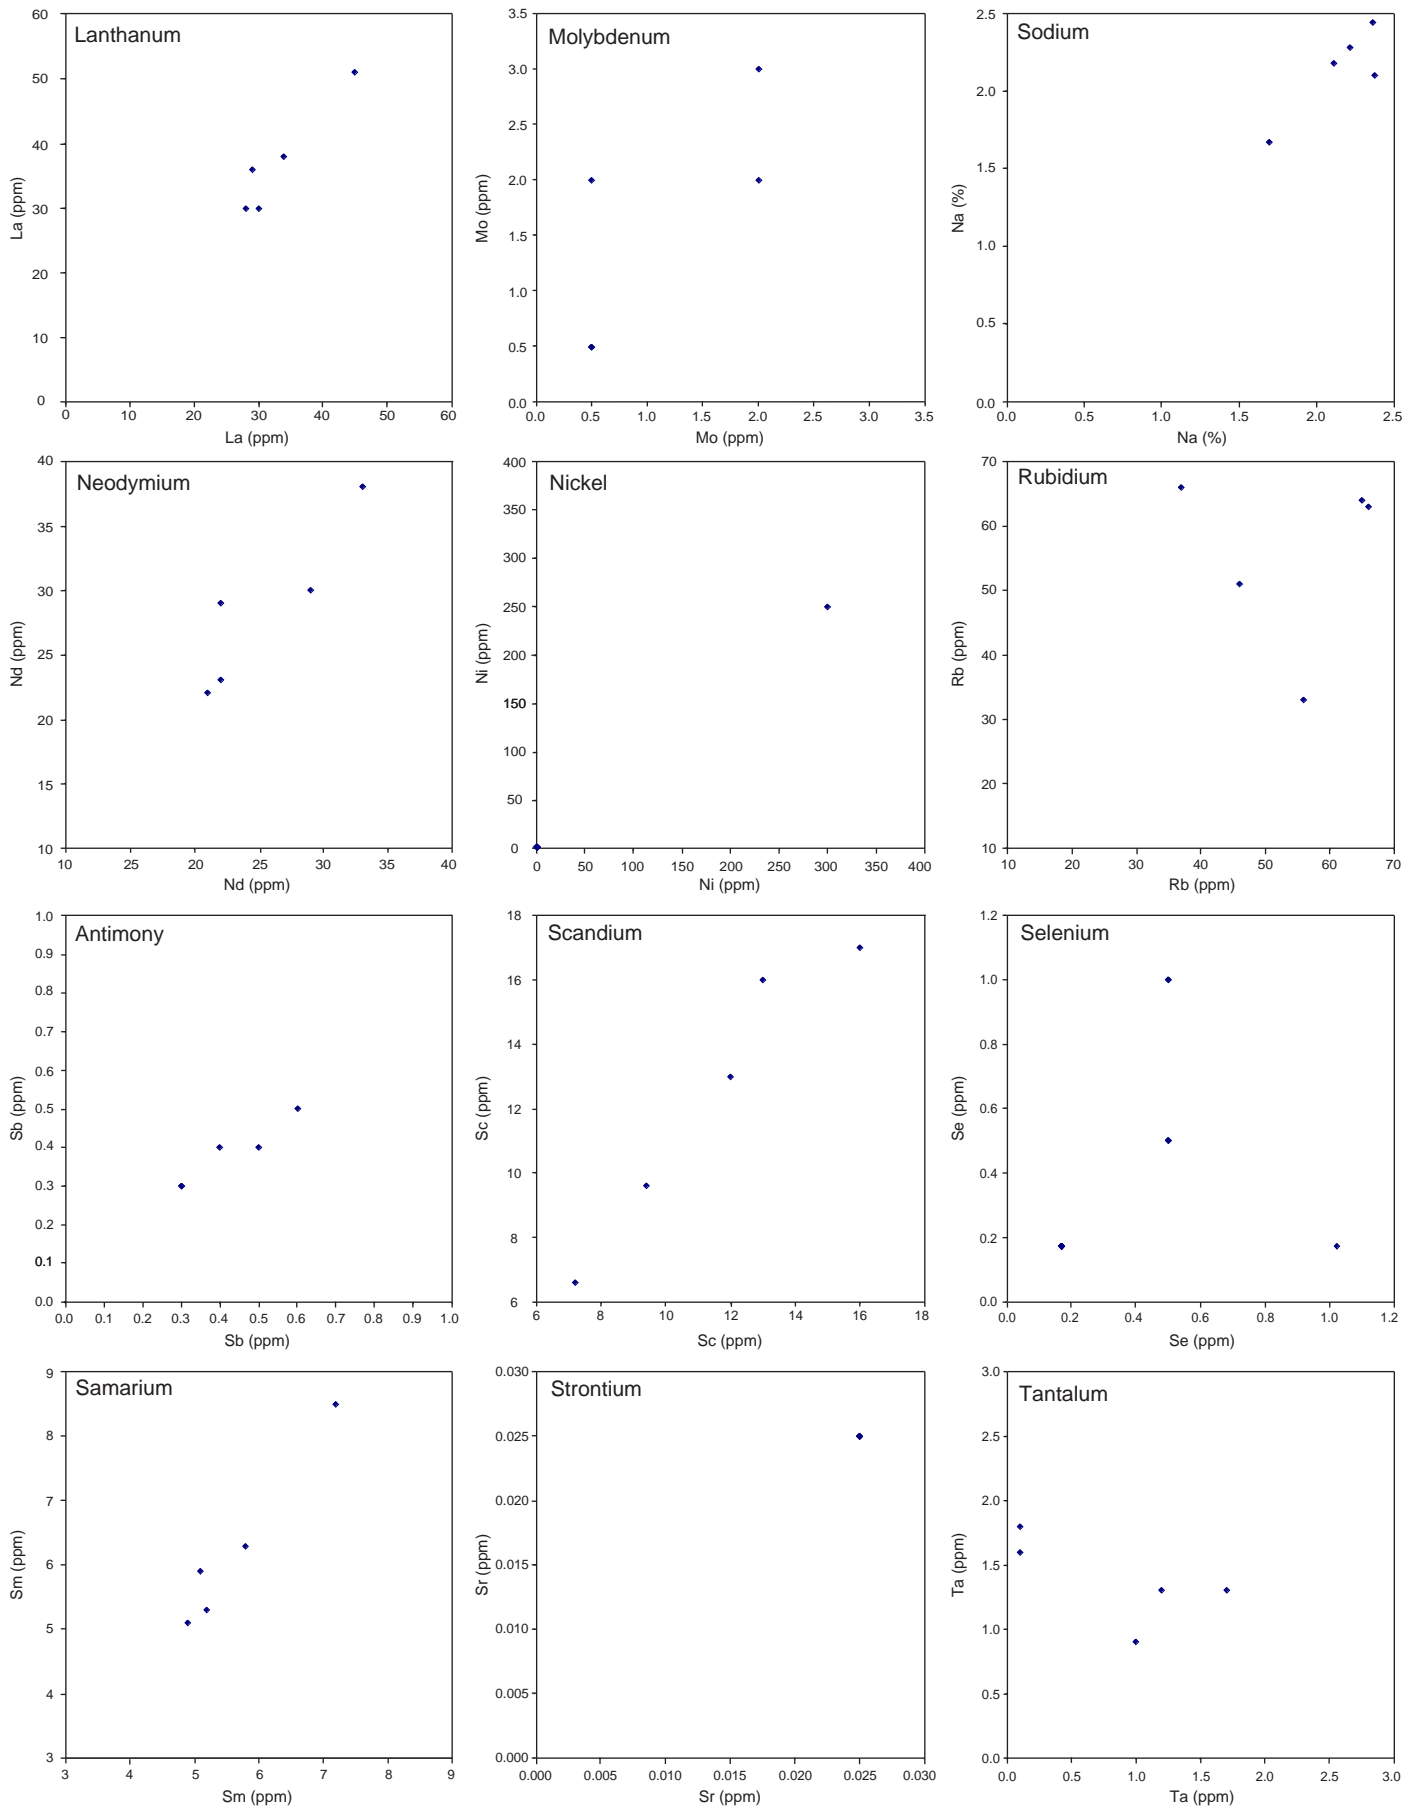 Lanthanum
60
50
40
30
20
10
0
La (ppm)
0 10 20 30 40 50 60
La (ppm)
Molybdenum
3.5
3.0
2.5
2.0
1.5
1.0
0.5
0.0
Mo (ppm)
0.0 0.5 1.0 1.5 2.0 2.5 3.0 3.5
Mo (ppm)
Sodium
2.5
2.0
1.5
1.0
0.5
0.0
Na (%)
0.0 0.5 1.0 1.5 2.0 2.5
Na (%)
Neodymium
40
35
30
25
20
15
10
Nd (ppm)
10 25 20 25 29 35 40
Nd (ppm)
Nickel
400
350
300
250
200
150
100
50
0
Ni (ppm)
0 50 100 150 200 250 300 350 400
Ni (ppm)
Rubidium
70
60
50
40
30
20
10
Rb (ppm)
10 20 30 40 50 60 70
Rb (ppm)
Antimony
1.0
0.9
0.8
0.7
0.6
0.5
0.4
0.3
0.2
0.1
0.0
Sb (ppm)
0.0 0.1 0.2 0.3 0.4 0.5 0.6 0.7 0.8 0.9 1.0
Sb (ppm)
Scandium
18
16
14
12
10
8
6
Sc (ppm)
6 8 10 12 14 16 18
Sc (ppm)
Selenium
1.2
1.0
0.8
0.6
0.4
0.2
0.0
Se (ppm)
0.0 0.2 0.4 0.6 0.8 1.0 1.2
Se (ppm)
Samarium
9
8
7
6
5
4
3
Sm (ppm)
3 4 5 6 7 8 9
Sm (ppm)
Strontium
0.030
0.025
0.020
0.015
0.010
0.005
0.000
Sr (ppm)
0.000 0.005 0.010 0.015 0.020 0.025 0.030
Sr (ppm)
Tantalum
3.0
2.5
2.0
1.5
1.0
0.5
0.0
Ta (ppm)
0.0 0.5 1.0 1.5 2.0 2.5 3.0
Ta (ppm)